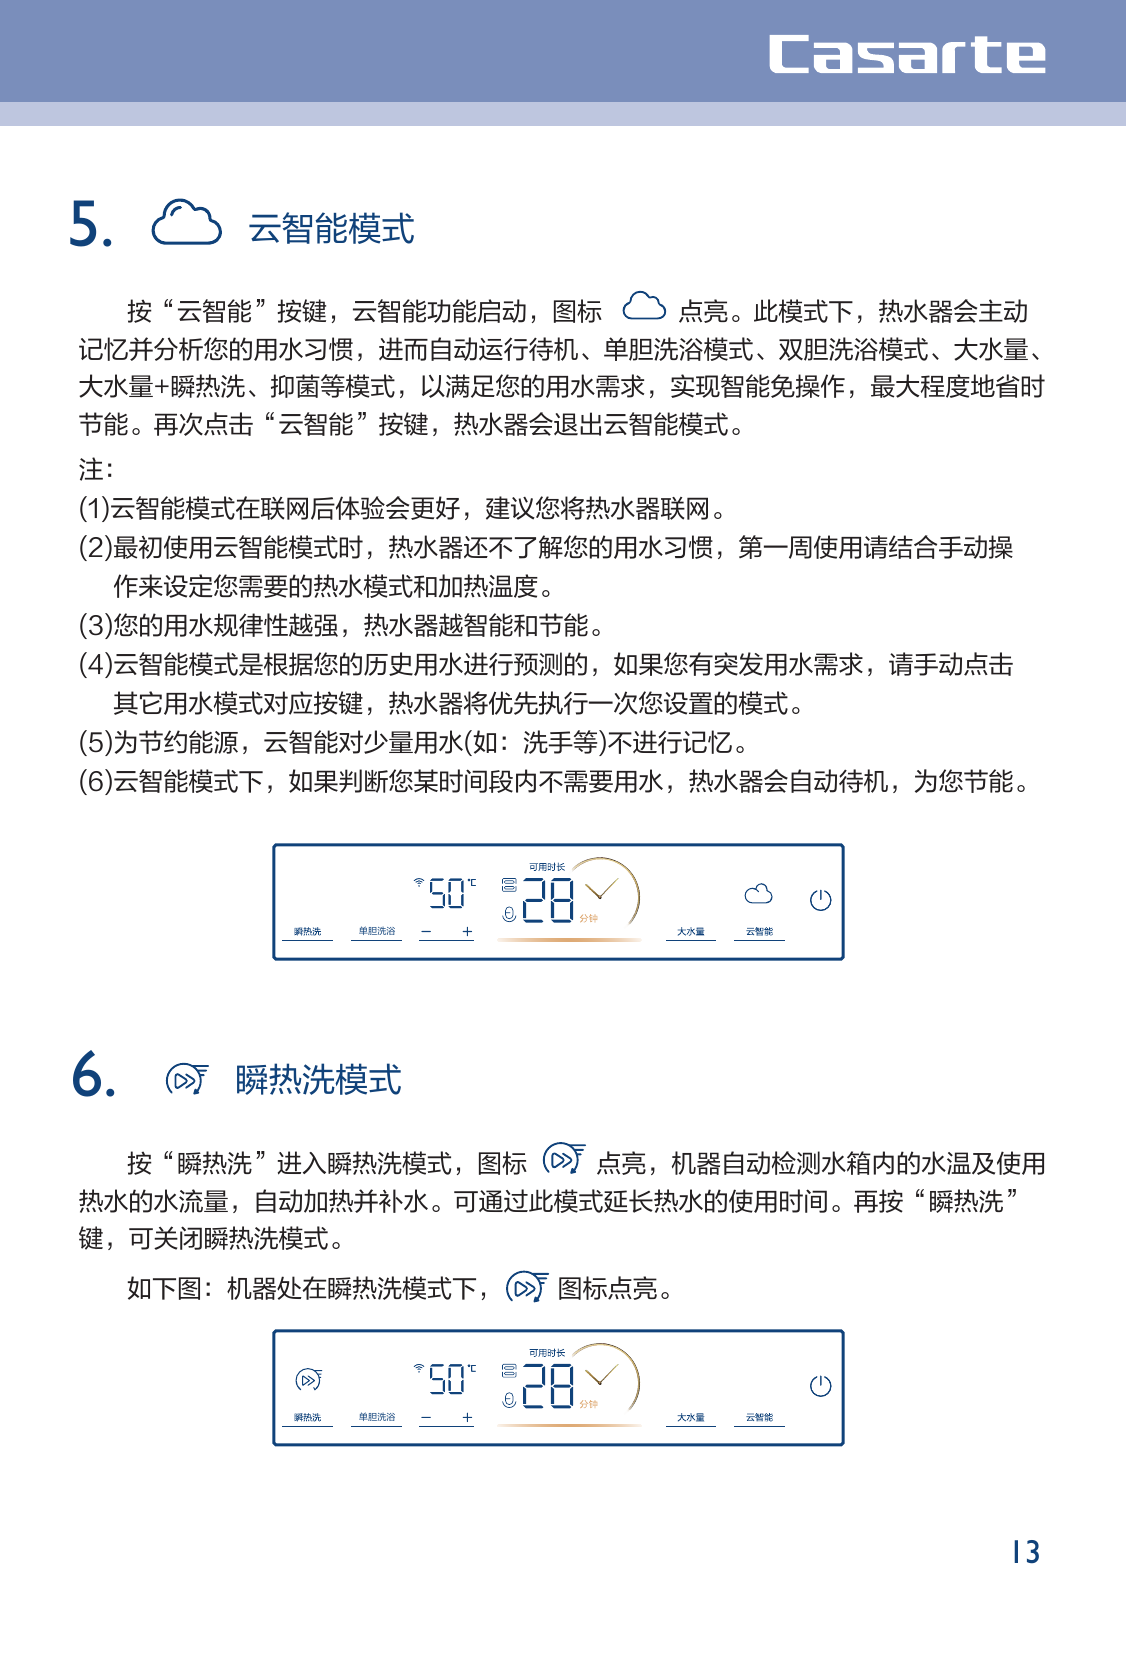 Casarte
5. 云智能模式
按“云智能”按键，云智能功能启动，图标 点亮。此模式下，热水器会主动
记忆并分析您的用水习惯，进而自动运行待机、单胆洗浴模式、双胆洗浴模式、大水量、
大水量+瞬热洗、抑菌等模式，以满足您的用水需求，实现智能免操作，最大程度地省时
节能。再次点击“云智能”按键，热水器会退出云智能模式。
注：
(1)云智能模式在联网后体验会更好，建议您将热水器联网。
(2)最初使用云智能模式时，热水器还不了解您的用水习惯，第一周使用请结合手动操
作来设定您需要的热水模式和加热温度。
(3)您的用水规律性越强，热水器越智能和节能。
(4)云智能模式是根据您的历史用水进行预测的，如果您有突发用水需求，请手动点击
其它用水模式对应按键，热水器将优先执行一次您设置的模式。
(5)为节约能源，云智能对少量用水(如：洗手等)不进行记忆。
(6)云智能模式下，如果判断您某时间段内不需要用水，热水器会自动待机，为您节能。
可用时长
50℃ 28 分钟
瞬热洗 单胆洗浴 − + 大水量 云智能
6. 瞬热洗模式
按“瞬热洗”进入瞬热洗模式，图标 点亮，机器自动检测水箱内的水温及使用
热水的水流量，自动加热并补水。可通过此模式延长热水的使用时间。再按“瞬热洗”
键，可关闭瞬热洗模式。
如下图：机器处在瞬热洗模式下， 图标点亮。
可用时长
50℃ 28 分钟
瞬热洗 单胆洗浴 − + 大水量 云智能
13